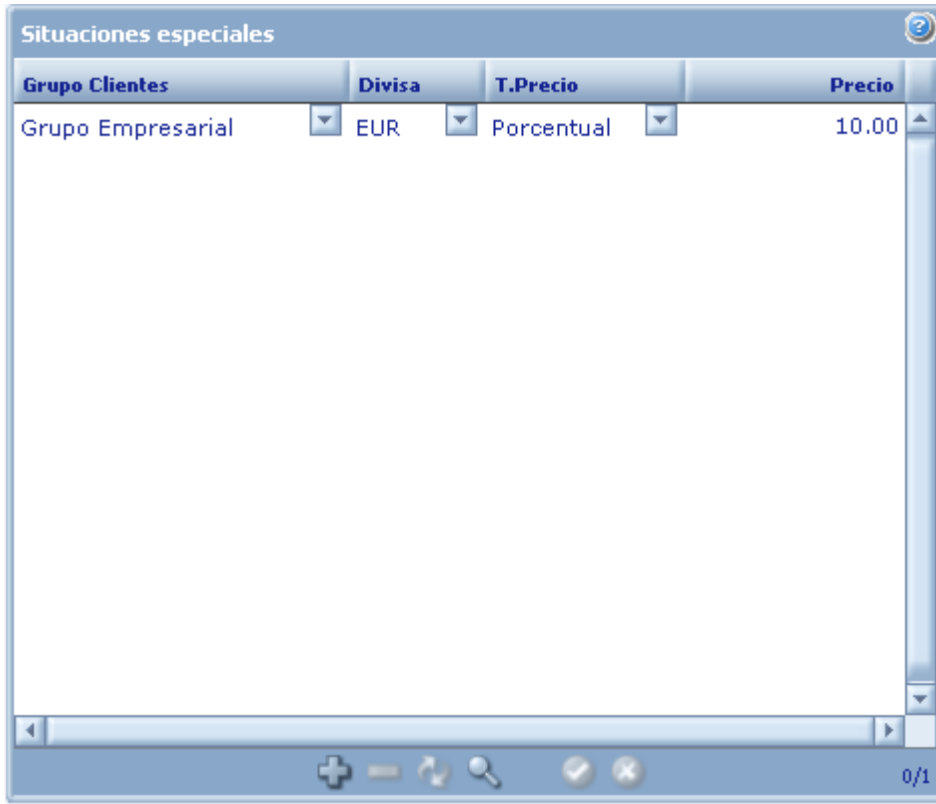 Situaciones especiales
Grupo Clientes Divisa T.Precio Precio
Grupo Empresarial EUR Porcentual 10.00
0/1